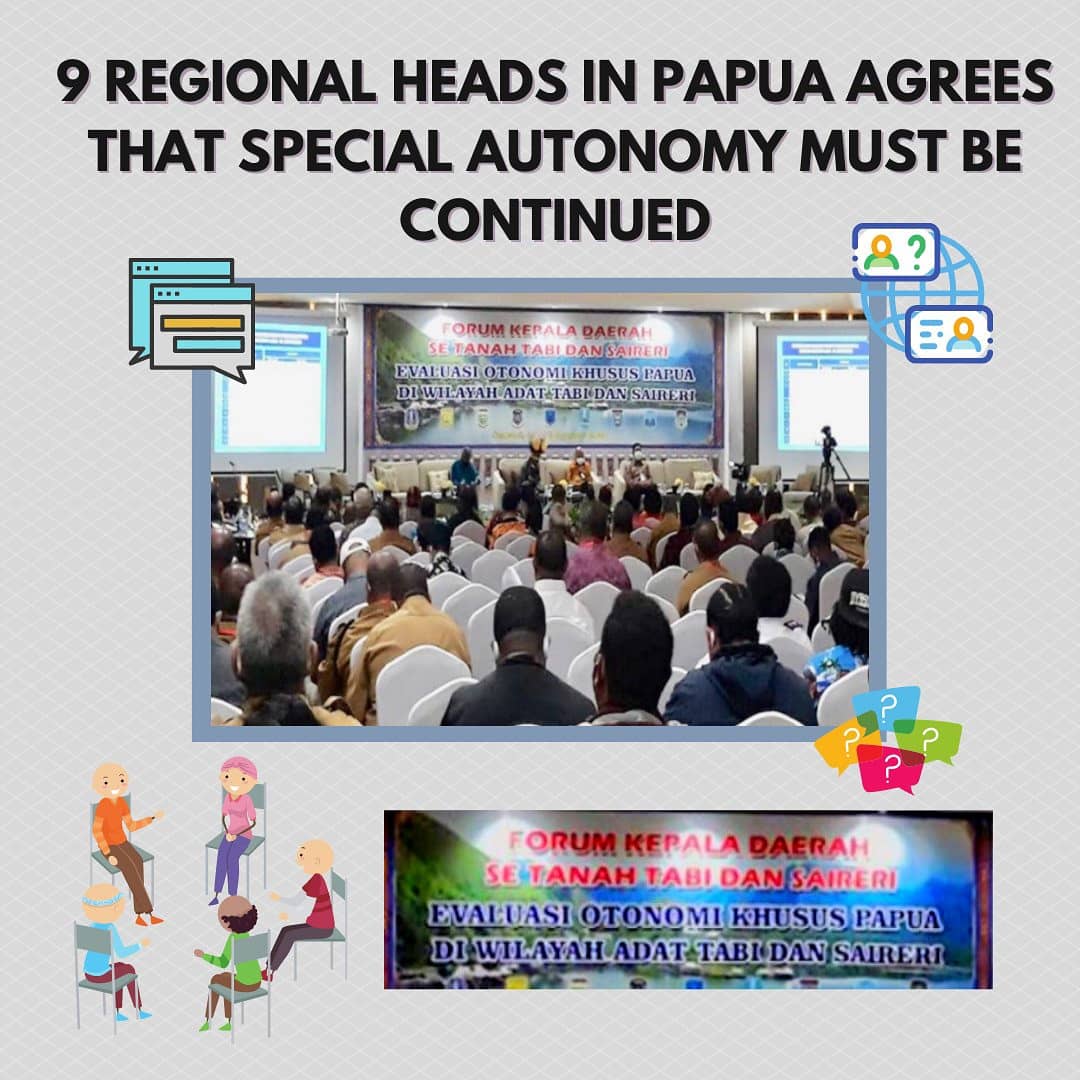 9 REGIONAL HEADS IN PAPUA AGREES
THAT SPECIAL AUTONOMY MUST BE
CONTINUED
FORUM KEPALA DAERAH
SE TANAH TABI DAN SAIRERI
EVALUASI OTONOMI KHUSUS PAPUA
DI WILAYAH ADAT TABI DAN SAIRERI
FORUM KEPALA DAERAH
SE TANAH TABI DAN SAIRERI
EVALUASI OTONOMI KHUSUS PAPUA
DI WILAYAH ADAT TABI DAN SAIRERI